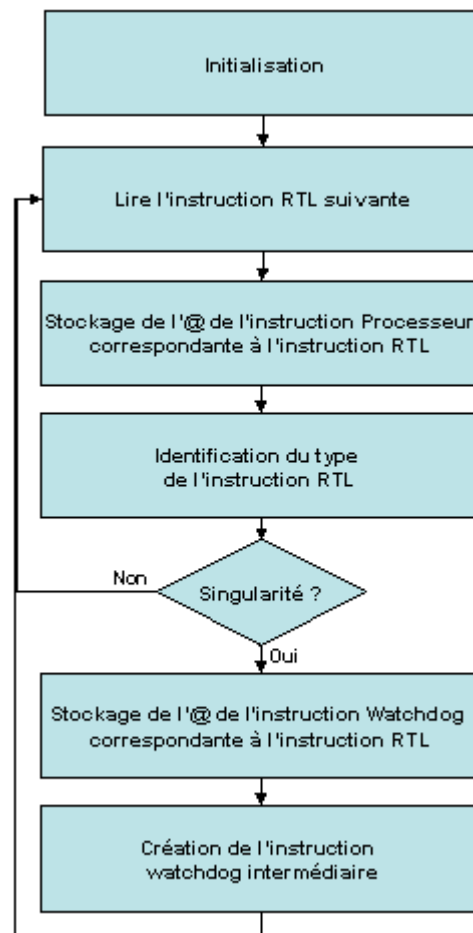 Initialisation
Lire l'instruction RTL suivante
Stockage de l'@ de l'instruction Processeur
correspondante à l'instruction RTL
Identification du type
de l'instruction RTL
Non
Singularité ?
Oui
Stockage de l'@ de l'instruction Watchdog
correspondante à l'instruction RTL
Création de l'instruction
watchdog intermédiaire